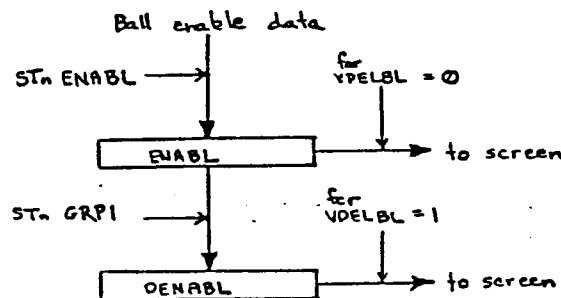 Ball enable data
STn ENABL
for
VDELBL = 0
ENABL
to screen
STn GRP1
for
VDELBL = 1
DENABL
to screen